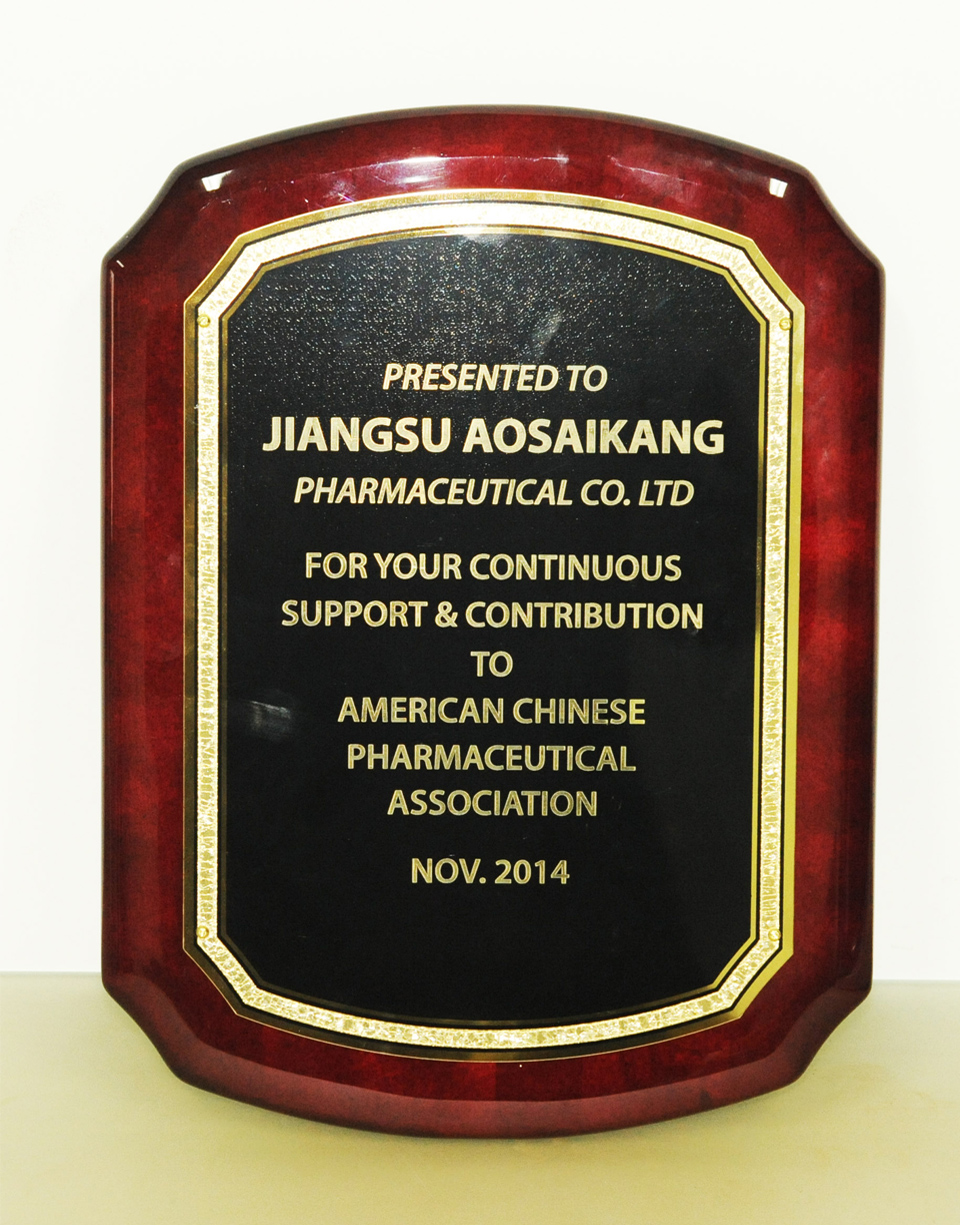 PRESENTED TO
JIANGSU AOSAIKANG
PHARMACEUTICAL CO. LTD
FOR YOUR CONTINUOUS
SUPPORT & CONTRIBUTION
TO
AMERICAN CHINESE
PHARMACEUTICAL
ASSOCIATION
NOV. 2014